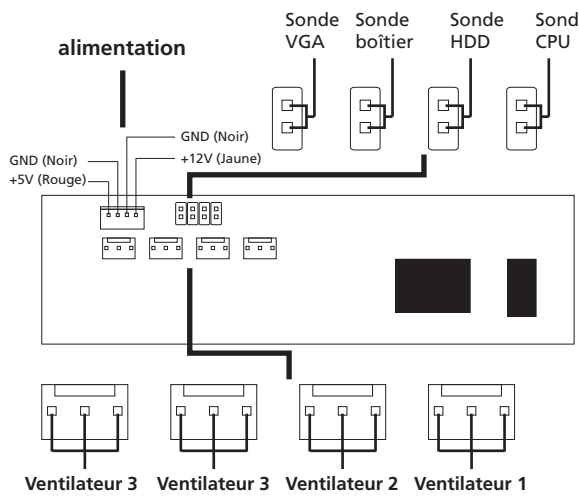 Sonde VGA
Sonde boîtier
Sonde HDD
Sond CPU
alimentation
GND (Noir)
GND (Noir)
+12V (Jaune)
+5V (Rouge)
Ventilateur 3
Ventilateur 3
Ventilateur 2
Ventilateur 1